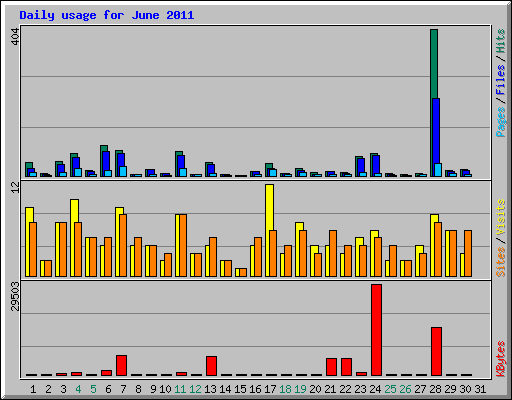 Daily usage for June 2011
404
Pages / Files / Hits
12
Sites / Visits
29503
KBytes
1 2 3 4 5 6 7 8 9 10 11 12 13 14 15 16 17 18 19 20 21 22 23 24 25 26 27 28 29 30 31